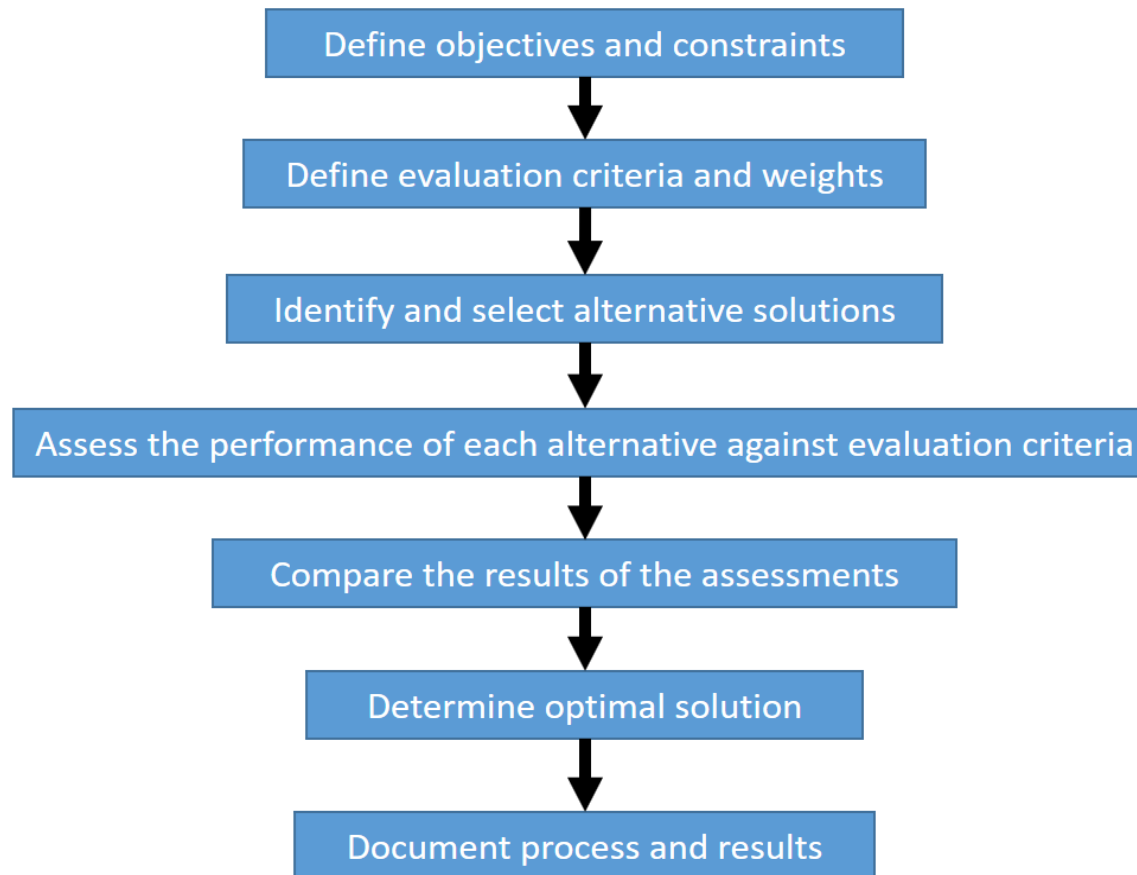 Define objectives and constraints
Define evaluation criteria and weights
Identify and select alternative solutions
Assess the performance of each alternative against evaluation criteria
Compare the results of the assessments
Determine optimal solution
Document process and results